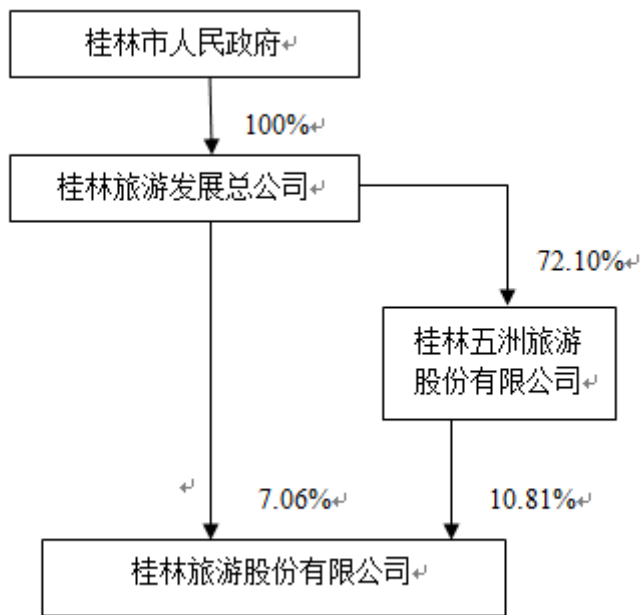 桂林市人民政府
100%
桂林旅游发展总公司
72.10%
桂林五洲旅游
股份有限公司
7.06%
10.81%
桂林旅游股份有限公司